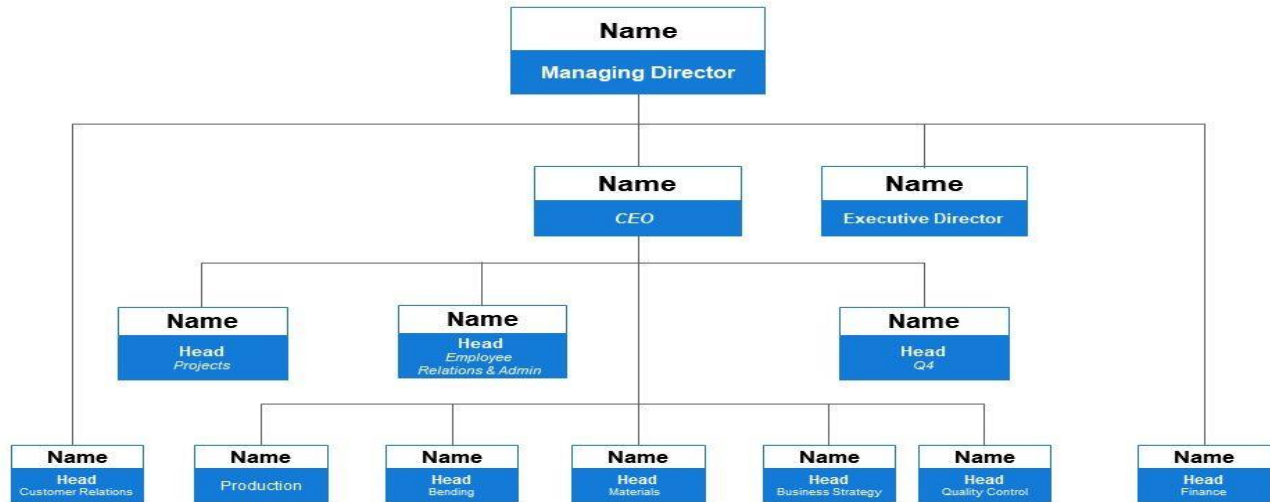 Name
Managing Director
Name
CEO
Name
Executive Director
Name
Head
Projects
Name
Head
Employee
Relations & Admin
Name
Head
Q4
Name
Head
Customer Relations
Name
Production
Name
Head
Bending
Name
Head
Materials
Name
Head
Business Strategy
Name
Head
Quality Control
Name
Head
Finance